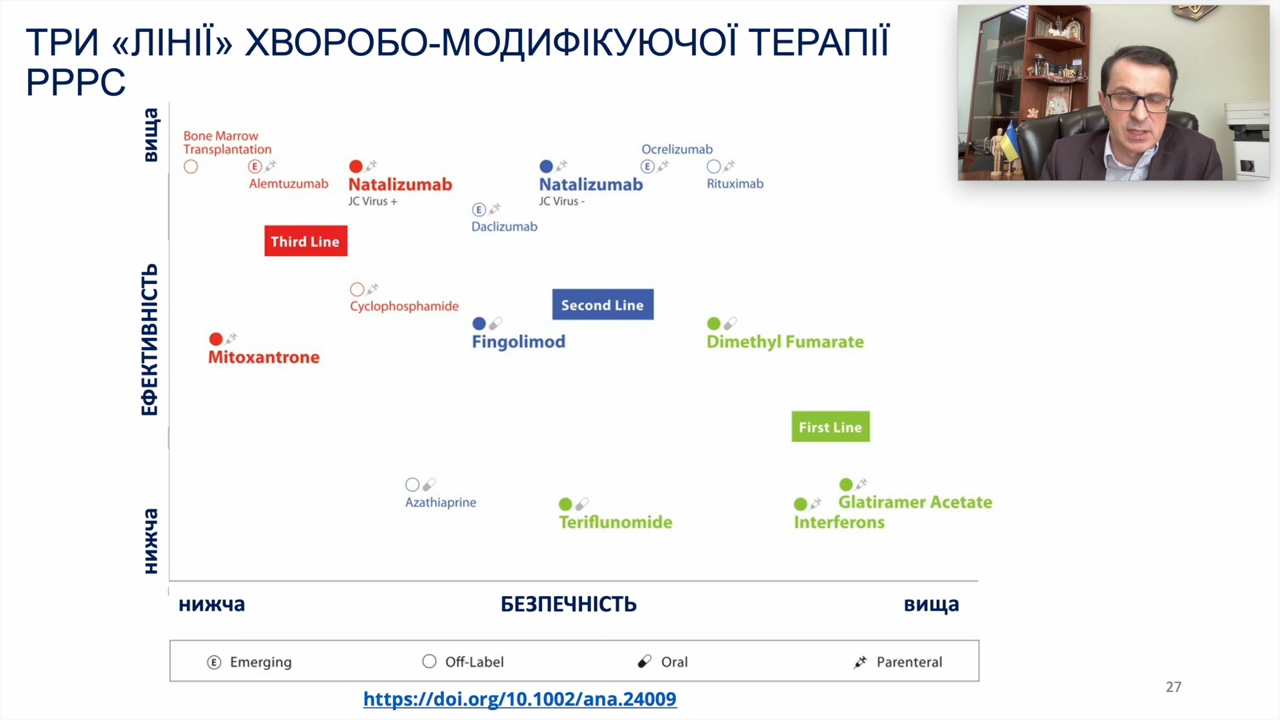 ТРИ «ЛІНІЇ» ХВОРОБО-МОДИФІКУЮЧОЇ ТЕРАПІЇ
РРРС
вища
ЕФЕКТИВНІСТЬ
нижча
Bone Marrow
Transplantation
E
Alemtuzumab
Natalizumab
JC Virus +
Natalizumab
JC Virus -
Ocrelizumab
E
Rituximab
E
Daclizumab
Third Line
Cyclophosphamide
Second Line
Mitoxantrone
Fingolimod
Dimethyl Fumarate
First Line
Azathiaprine
Teriflunomide
Glatiramer Acetate
Interferons
нижча БЕЗПЕЧНІСТЬ вища
E Emerging Off-Label Oral Parenteral
https://doi.org/10.1002/ana.24009
27